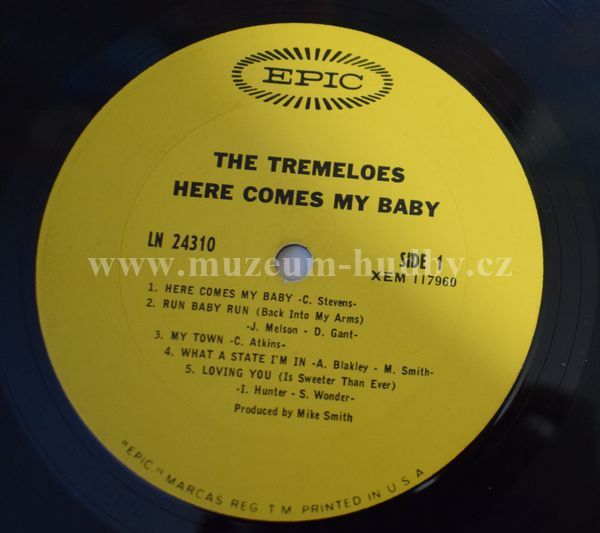 EPIC
THE TREMELOES
HERE COMES MY BABY
LN 24310
SIDE 1
XEM 117960
www.muzeum-hudby.cz
1. HERE COMES MY BABY -C. Stevens-
2. RUN BABY RUN (Back Into My Arms)
-J. Melson - D. Gant-
3. MY TOWN -C. Atkins-
4. WHAT A STATE I'M IN -A. Blakley - M. Smith-
5. LOVING YOU (Is Sweeter Than Ever)
-I. Hunter - S. Wonder-
Produced by Mike Smith
"EPIC," MARCAS REG. T.M. PRINTED IN U.S.A.